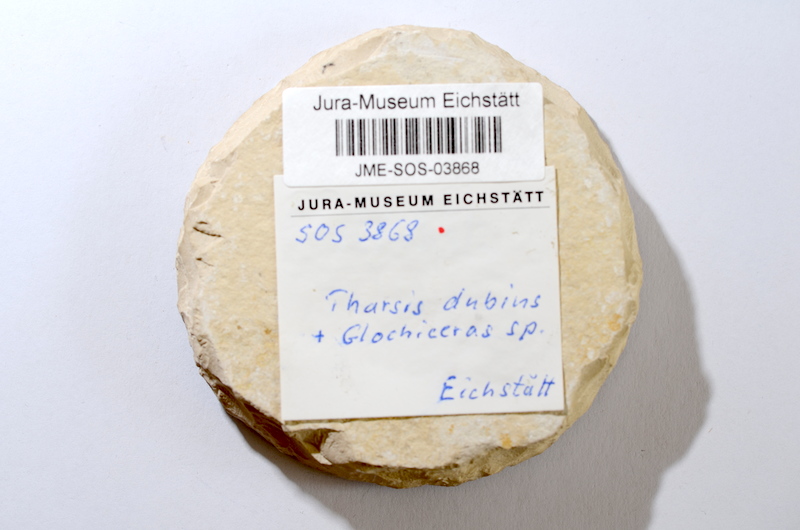 Jura-Museum Eichstätt
JME-SOS-03868
JURA-MUSEUM EICHSTÄTT
SOS 3868
Tharsis dubius
+ Glochiceras sp.
Eichstätt